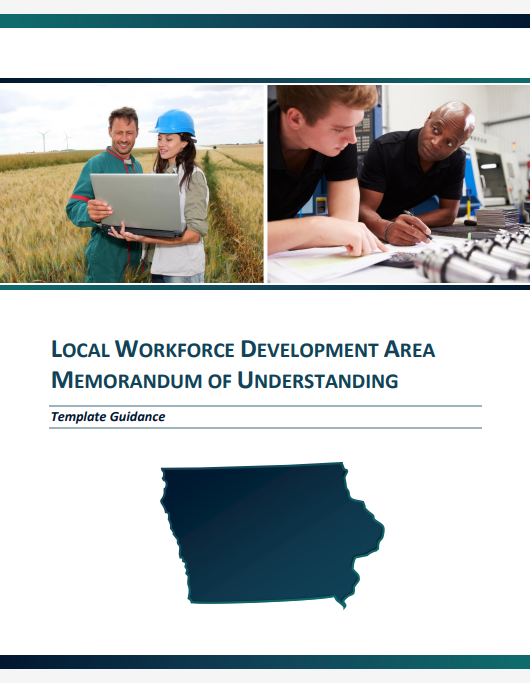 Local Workforce Development Area
Memorandum of Understanding
Template Guidance